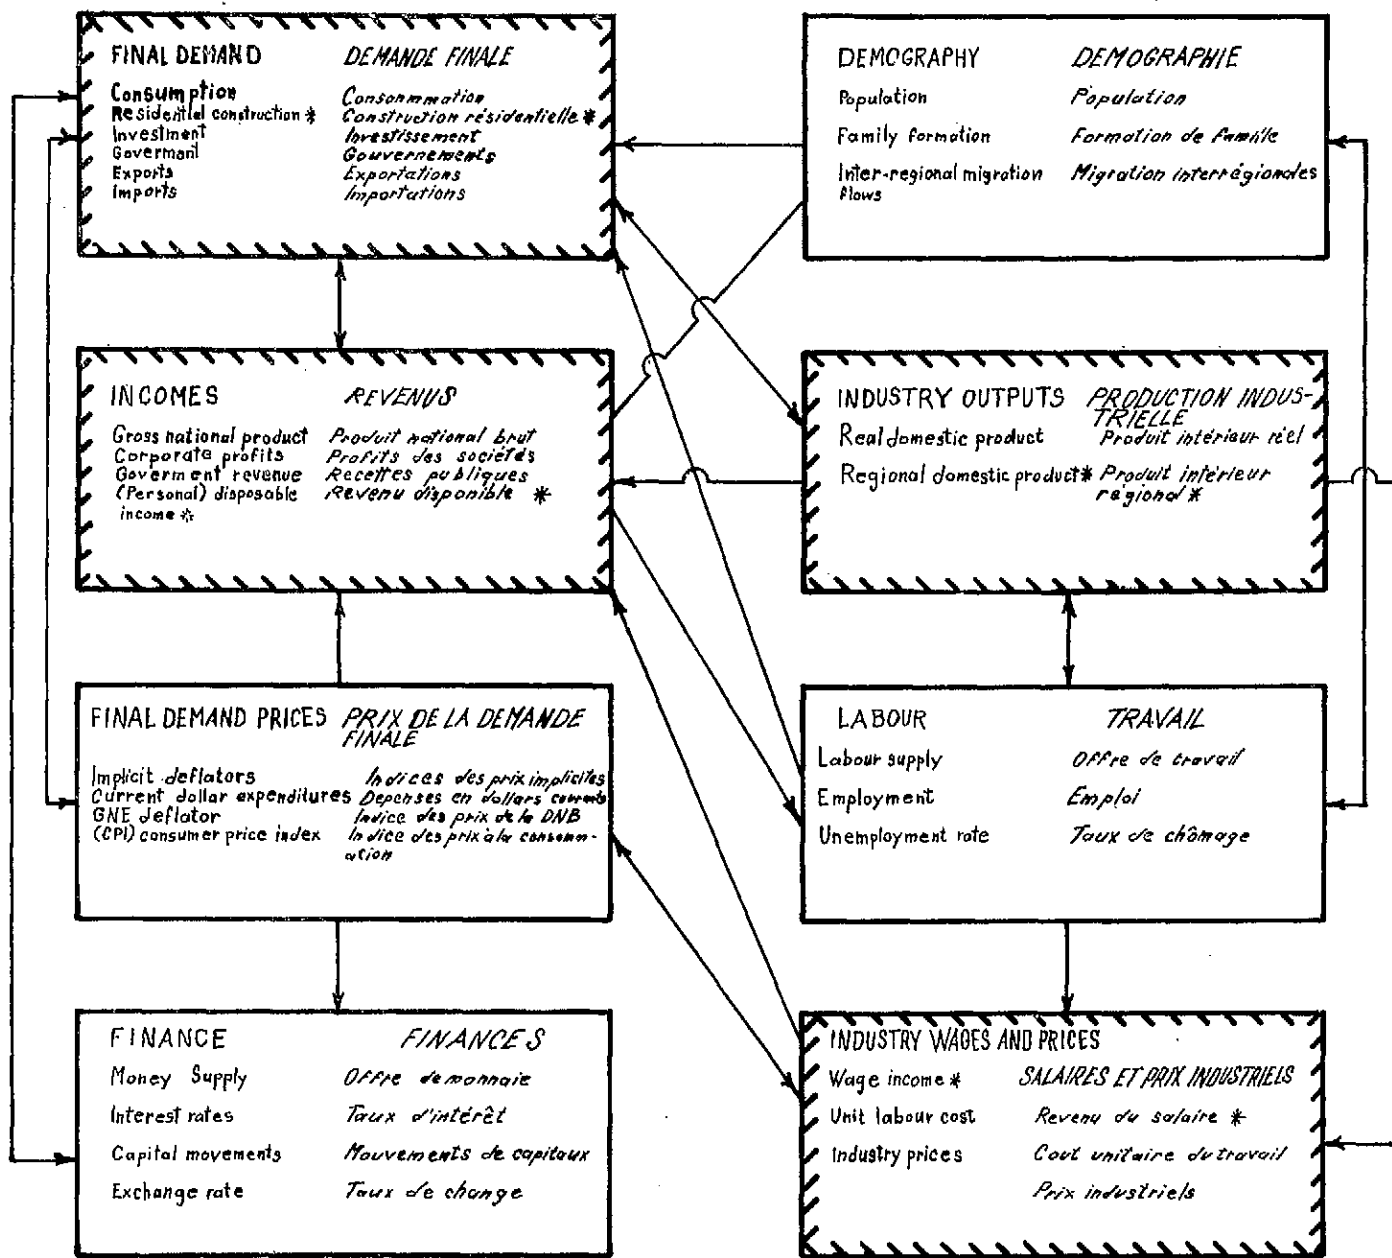 FINAL DEMAND
Consumption
Residential construction *
Investment
Govermant
Exports
Imports
DEMANDE FINALE
Consommation
Construction résidentielle *
Investissement
Gouvernements
Exportations
Importations
DEMOGRAPHY
Population
Family formation
Inter-regional migration
flows
DEMOGRAPHIE
Population
Formation de famille
Migration interrégionales
INCOMES
Gross national product
Corporate profits
Goverment revenue
(Personal) disposable
income *
REVENUS
Produit national brut
Profits des sociétés
Recettes publiques
Revenu disponible *
INDUSTRY OUTPUTS
Real domestic product
Regional domestic product *
PRODUCTION INDUS-
TRIELLE
Produit intérieur réel
Produit intérieur
régional *
FINAL DEMAND PRICES
Implicit deflators
Current dollar expenditures
GNE deflator
(CPI) consumer price index
PRIX DE LA DEMANDE
FINALE
Indices des prix implicites
Depenses en dollars courants
Indice des prix de la DNB
Indice des prix à la consomm-
ation
LABOUR
Labour supply
Employment
Unemployment rate
TRAVAIL
Offre de travail
Emploi
Taux de chômage
FINANCE
Money Supply
Interest rates
Capital movements
Exchange rate
FINANCES
Offre de monnaie
Taux d'intérêt
Mouvements de capitaux
Taux de change
INDUSTRY WAGES AND PRICES
Wage income *
Unit labour cost
Industry prices
SALAIRES ET PRIX INDUSTRIELS
Revenu du salaire *
Cout unitaire du travail
Prix industriels